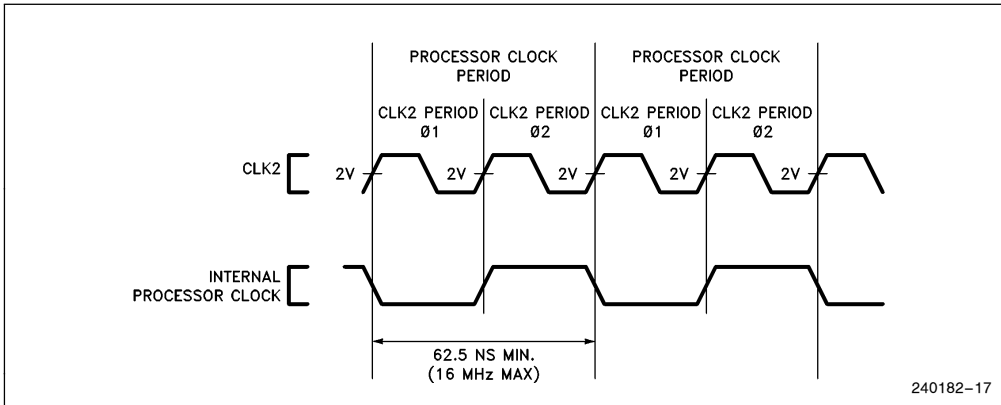 PROCESSOR CLOCK
PERIOD
PROCESSOR CLOCK
PERIOD
CLK2 PERIOD
Ø1
CLK2 PERIOD
Ø2
CLK2 PERIOD
Ø1
CLK2 PERIOD
Ø2
CLK2
2V
2V
2V
2V
2V
INTERNAL
PROCESSOR CLOCK
62.5 NS MIN.
(16 MHz MAX)
240182–17